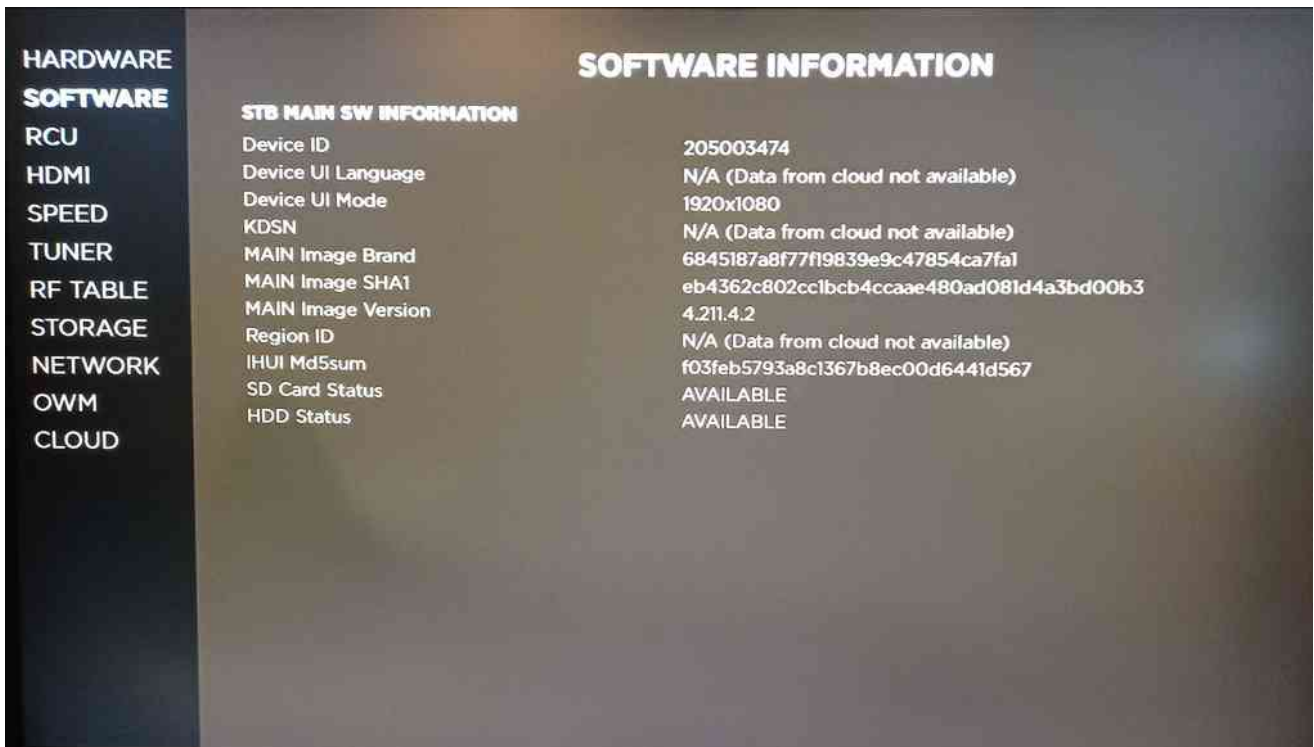 HARDWARE
SOFTWARE
RCU
HDMI
SPEED
TUNER
RF TABLE
STORAGE
NETWORK
OWM
CLOUD
SOFTWARE INFORMATION
STB MAIN SW INFORMATION
Device ID 205003474
Device UI Language N/A (Data from cloud not available)
Device UI Mode 1920x1080
KDSN N/A (Data from cloud not available)
MAIN Image Brand 6845187a8f77f19839e9c47854ca7fa1
MAIN Image SHA1 eb4362c802cc1bcb4ccaae480ad081d4a3bd00b3
MAIN Image Version 4.211.4.2
Region ID N/A (Data from cloud not available)
IHUI Md5sum f03feb5793a8c1367b8ec00d6441d567
SD Card Status AVAILABLE
HDD Status AVAILABLE